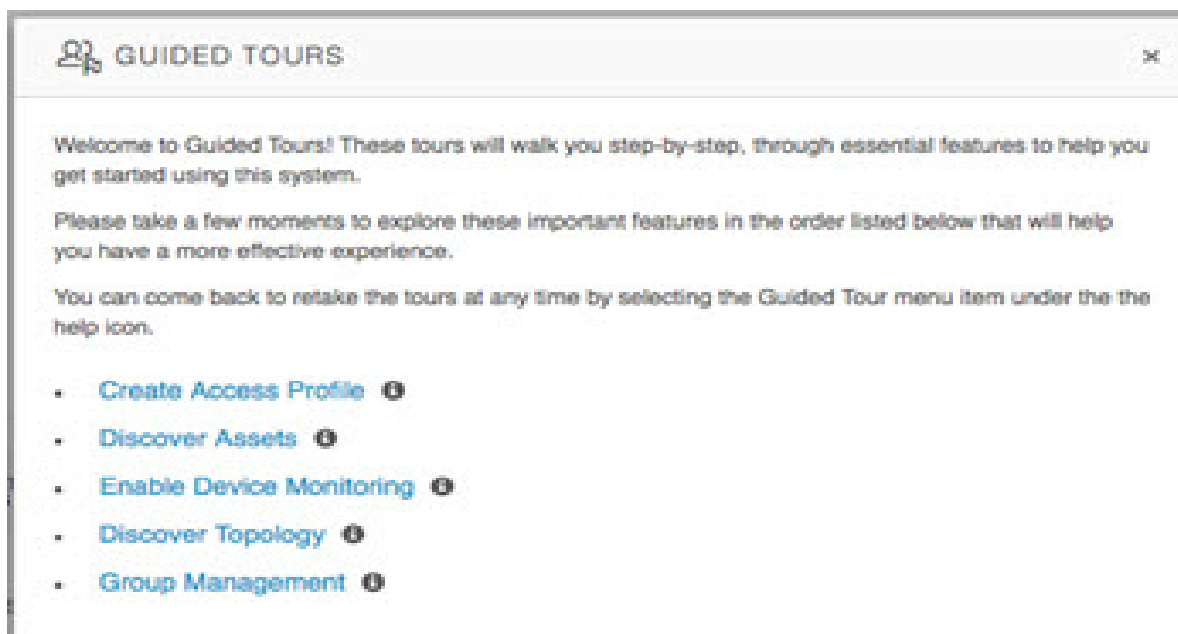 GUIDED TOURS
Welcome to Guided Tours! These tours will walk you step-by-step, through essential features to help you
get started using this system.
Please take a few moments to explore these important features in the order listed below that will help
you have a more effective experience.
You can come back to retake the tours at any time by selecting the Guided Tour menu item under the the
help icon.
Create Access Profile
Discover Assets
Enable Device Monitoring
Discover Topology
Group Management